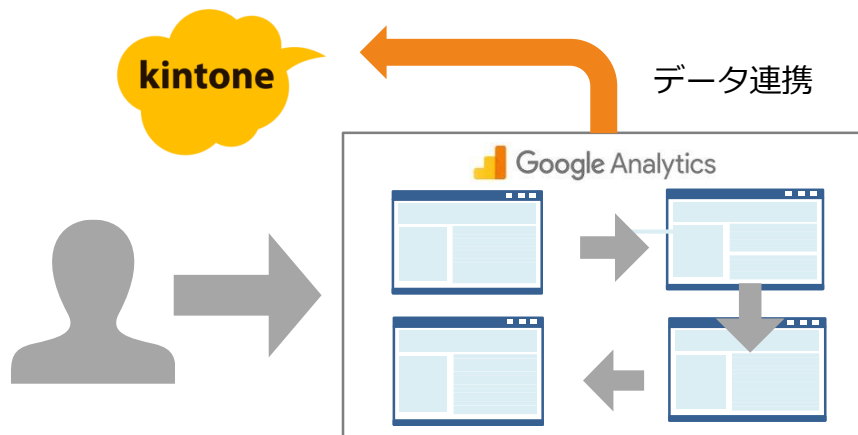 kintone
データ連携
Google Analytics